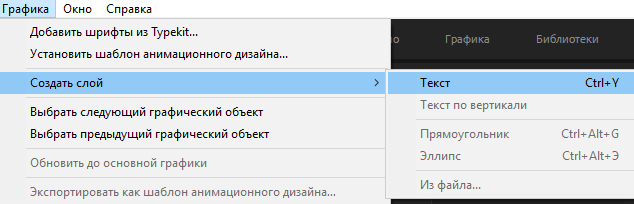 Графика Окно Справка
Добавить шрифты из Typekit...
Установить шаблон анимационного дизайна...
но Графика Библиотеки
Создать слой >
Текст Ctrl+Y
Выбрать следующий графический объект
Текст по вертикали
Выбрать предыдущий графический объект
Прямоугольник Ctrl+Alt+G
Обновить до основной графики
Эллипс Ctrl+Alt+Э
Экспортировать как шаблон анимационного дизайна...
Из файла...